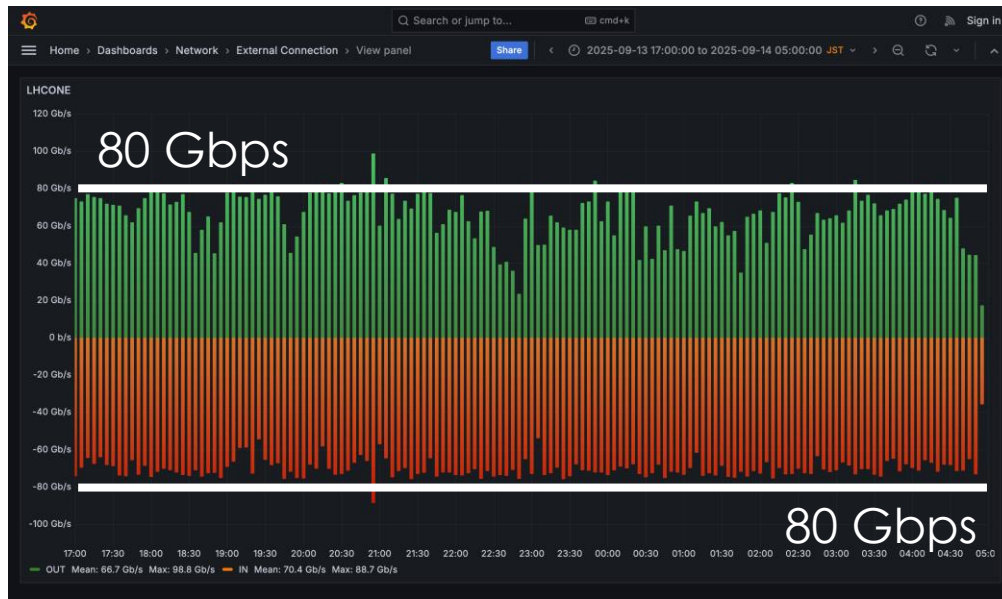 Search or jump to... cmd+k Sign in
Home › Dashboards › Network › External Connection › View panel Share 2025-09-13 17:00:00 to 2025-09-14 05:00:00 JST
LHCONE
120 Gb/s
100 Gb/s
80 Gbps
80 Gb/s
60 Gb/s
40 Gb/s
20 Gb/s
0 b/s
-20 Gb/s
-40 Gb/s
-60 Gb/s
-80 Gb/s
80 Gbps
-100 Gb/s
17:00 17:30 18:00 18:30 19:00 19:30 20:00 20:30 21:00 21:30 22:00 22:30 23:00 23:30 00:00 00:30 01:00 01:30 02:00 02:30 03:00 03:30 04:00 04:30 05:0
OUT Mean: 66.7 Gb/s Max: 98.8 Gb/s IN Mean: 70.4 Gb/s Max: 88.7 Gb/s